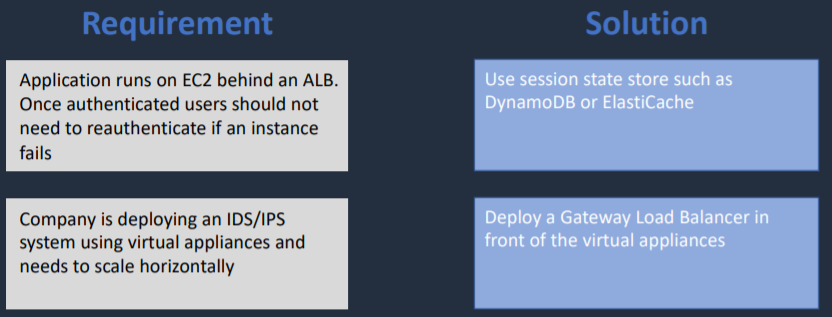 Requirement
Solution
Application runs on EC2 behind an ALB.
Once authenticated users should not
need to reauthenticate if an instance
fails
Use session state store such as
DynamoDB or ElastiCache
Company is deploying an IDS/IPS
system using virtual appliances and
needs to scale horizontally
Deploy a Gateway Load Balancer in
front of the virtual appliances